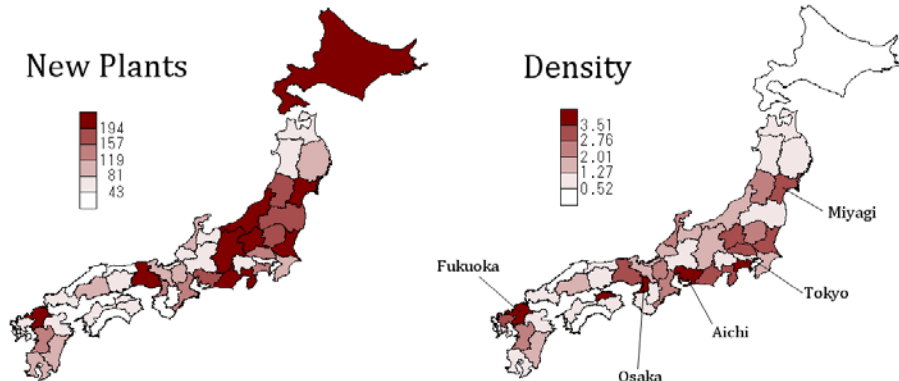 New Plants
194
157
119
81
43
Density
3.51
2.76
2.01
1.27
0.52
Miyagi
Fukuoka
Tokyo
Aichi
Osaka